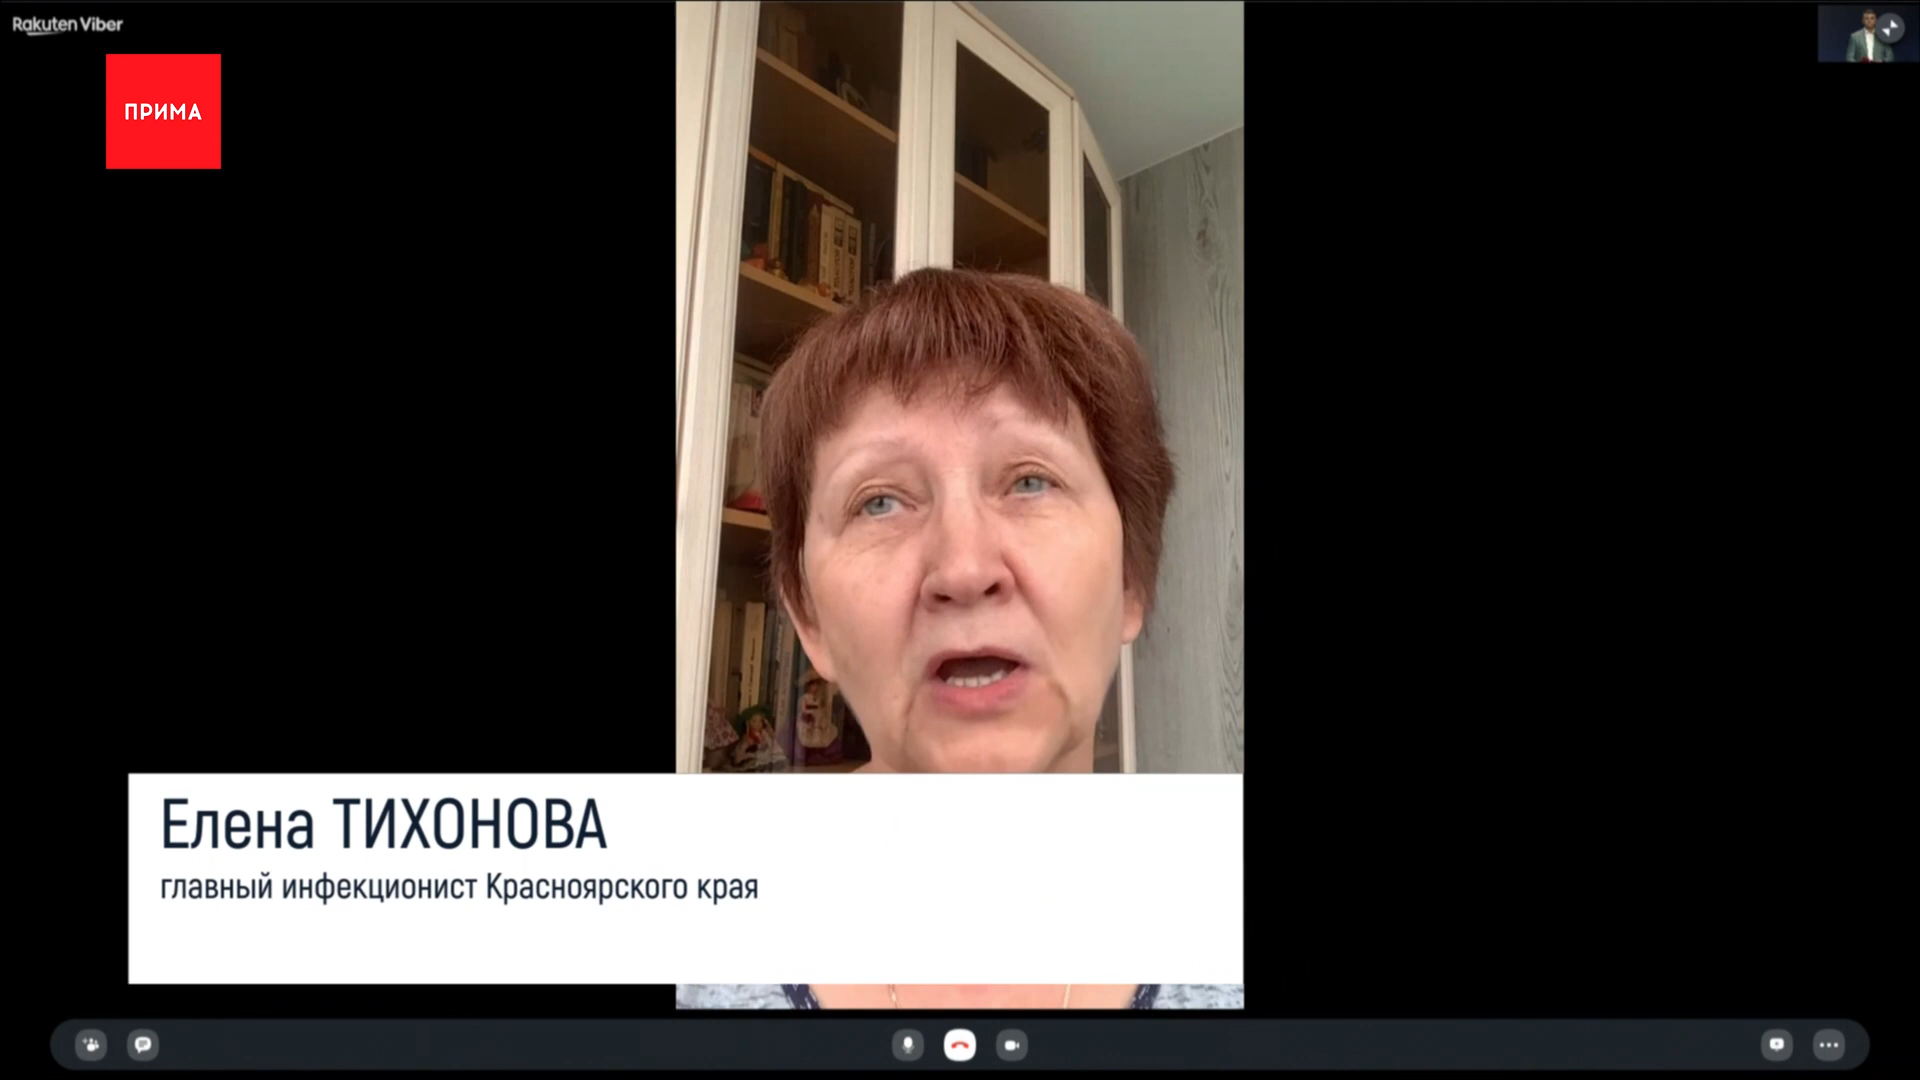 Rakuten Viber
ПРИМА
Елена ТИХОНОВА
главный инфекционист Красноярского края